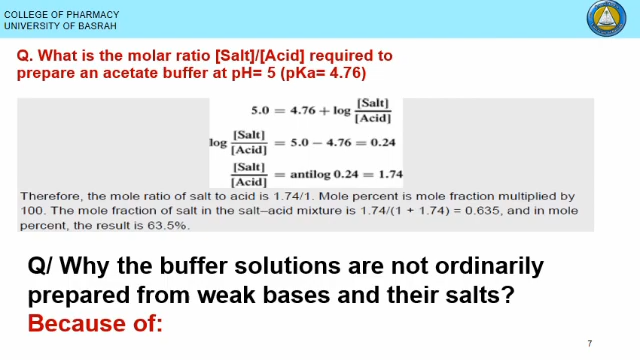 COLLEGE OF PHARMACY
UNIVERSITY OF BASRAH
Q. What is the molar ratio [Salt]/[Acid] required to
prepare an acetate buffer at pH= 5 (pKa= 4.76)
5.0 = 4.76 + log [Salt]/[Acid]
log [Salt]/[Acid] = 5.0 − 4.76 = 0.24
[Salt]/[Acid] = antilog 0.24 = 1.74
Therefore, the mole ratio of salt to acid is 1.74/1. Mole percent is mole fraction multiplied by
100. The mole fraction of salt in the salt–acid mixture is 1.74/(1 + 1.74) = 0.635, and in mole
percent, the result is 63.5%.
Q/ Why the buffer solutions are not ordinarily
prepared from weak bases and their salts?
Because of:
7